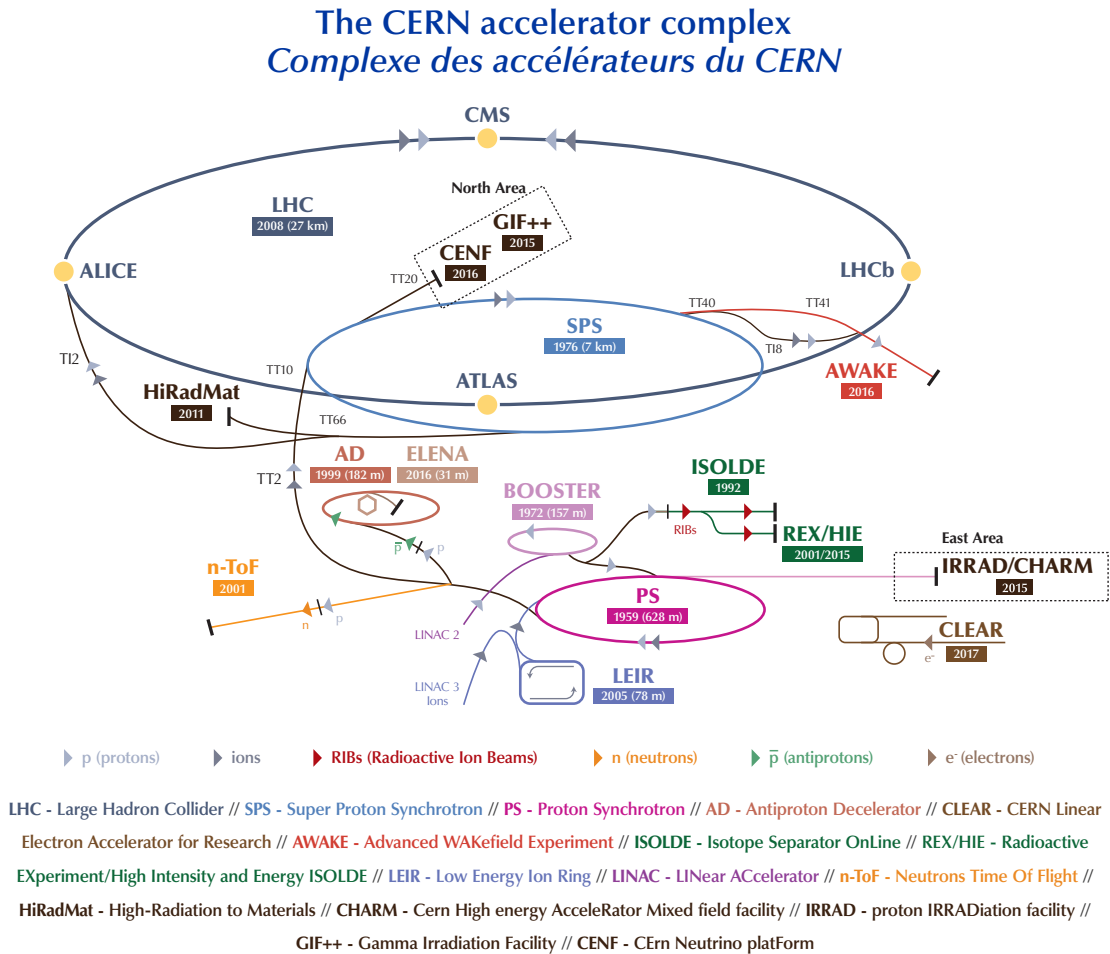 The CERN accelerator complex
Complexe des accélérateurs du CERN
CMS
North Area
LHC
2008 (27 km)
GIF++
2015
CENF
2016
ALICE
TT20
LHCb
TT40
TT41
SPS
1976 (7 km)
TI8
TI2
TT10
AWAKE
2016
HiRadMat
2011
ATLAS
TT66
AD
1999 (182 m)
ELENA
2016 (31 m)
TT2
ISOLDE
1992
BOOSTER
1972 (157 m)
RIBs
REX/HIE
2001/2015
p̅
p
East Area
n-ToF
2001
IRRAD/CHARM
2015
PS
1959 (628 m)
n
p
LINAC 2
CLEAR
2017
e⁻
LEIR
2005 (78 m)
LINAC 3
Ions
p (protons)
ions
RIBs (Radioactive Ion Beams)
n (neutrons)
p̅ (antiprotons)
e⁻ (electrons)
LHC - Large Hadron Collider // SPS - Super Proton Synchrotron // PS - Proton Synchrotron // AD - Antiproton Decelerator // CLEAR - CERN Linear
Electron Accelerator for Research // AWAKE - Advanced WAKefield Experiment // ISOLDE - Isotope Separator OnLine // REX/HIE - Radioactive
EXperiment/High Intensity and Energy ISOLDE // LEIR - Low Energy Ion Ring // LINAC - LINear ACcelerator // n-ToF - Neutrons Time Of Flight //
HiRadMat - High-Radiation to Materials // CHARM - Cern High energy AcceleRator Mixed field facility // IRRAD - proton IRRADiation facility //
GIF++ - Gamma Irradiation Facility // CENF - CErn Neutrino platForm